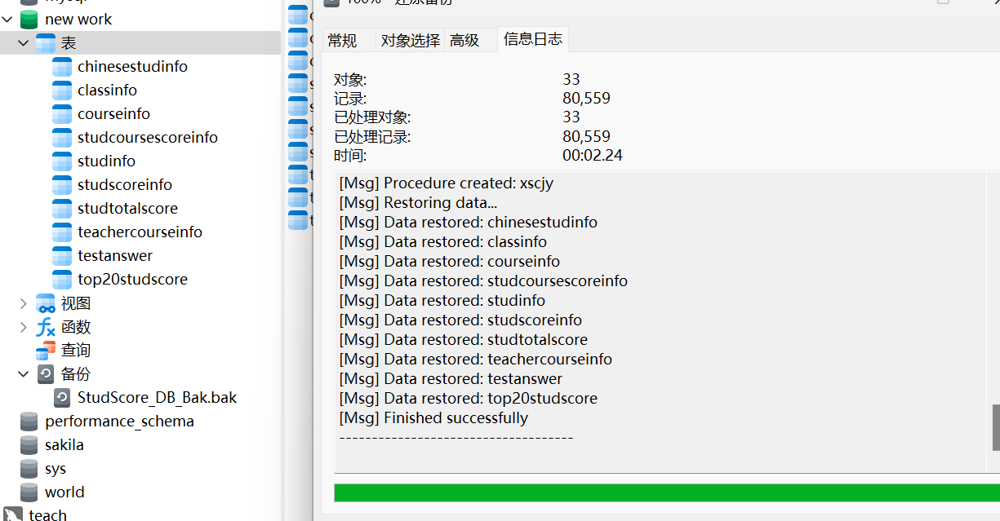 new work
表
chinesestudinfo
classinfo
courseinfo
studcoursescoreinfo
studinfo
studscoreinfo
studtotalscore
teachercourseinfo
testanswer
top20studscore
视图
函数
查询
备份
StudScore_DB_Bak.bak
performance_schema
sakila
sys
world
teach
常规 对象选择 高级 信息日志
对象: 33
记录: 80,559
已处理对象: 33
已处理记录: 80,559
时间: 00:02.24
[Msg] Procedure created: xscjy
[Msg] Restoring data...
[Msg] Data restored: chinesestudinfo
[Msg] Data restored: classinfo
[Msg] Data restored: courseinfo
[Msg] Data restored: studcoursescoreinfo
[Msg] Data restored: studinfo
[Msg] Data restored: studscoreinfo
[Msg] Data restored: studtotalscore
[Msg] Data restored: teachercourseinfo
[Msg] Data restored: testanswer
[Msg] Data restored: top20studscore
[Msg] Finished successfully
------------------------------------